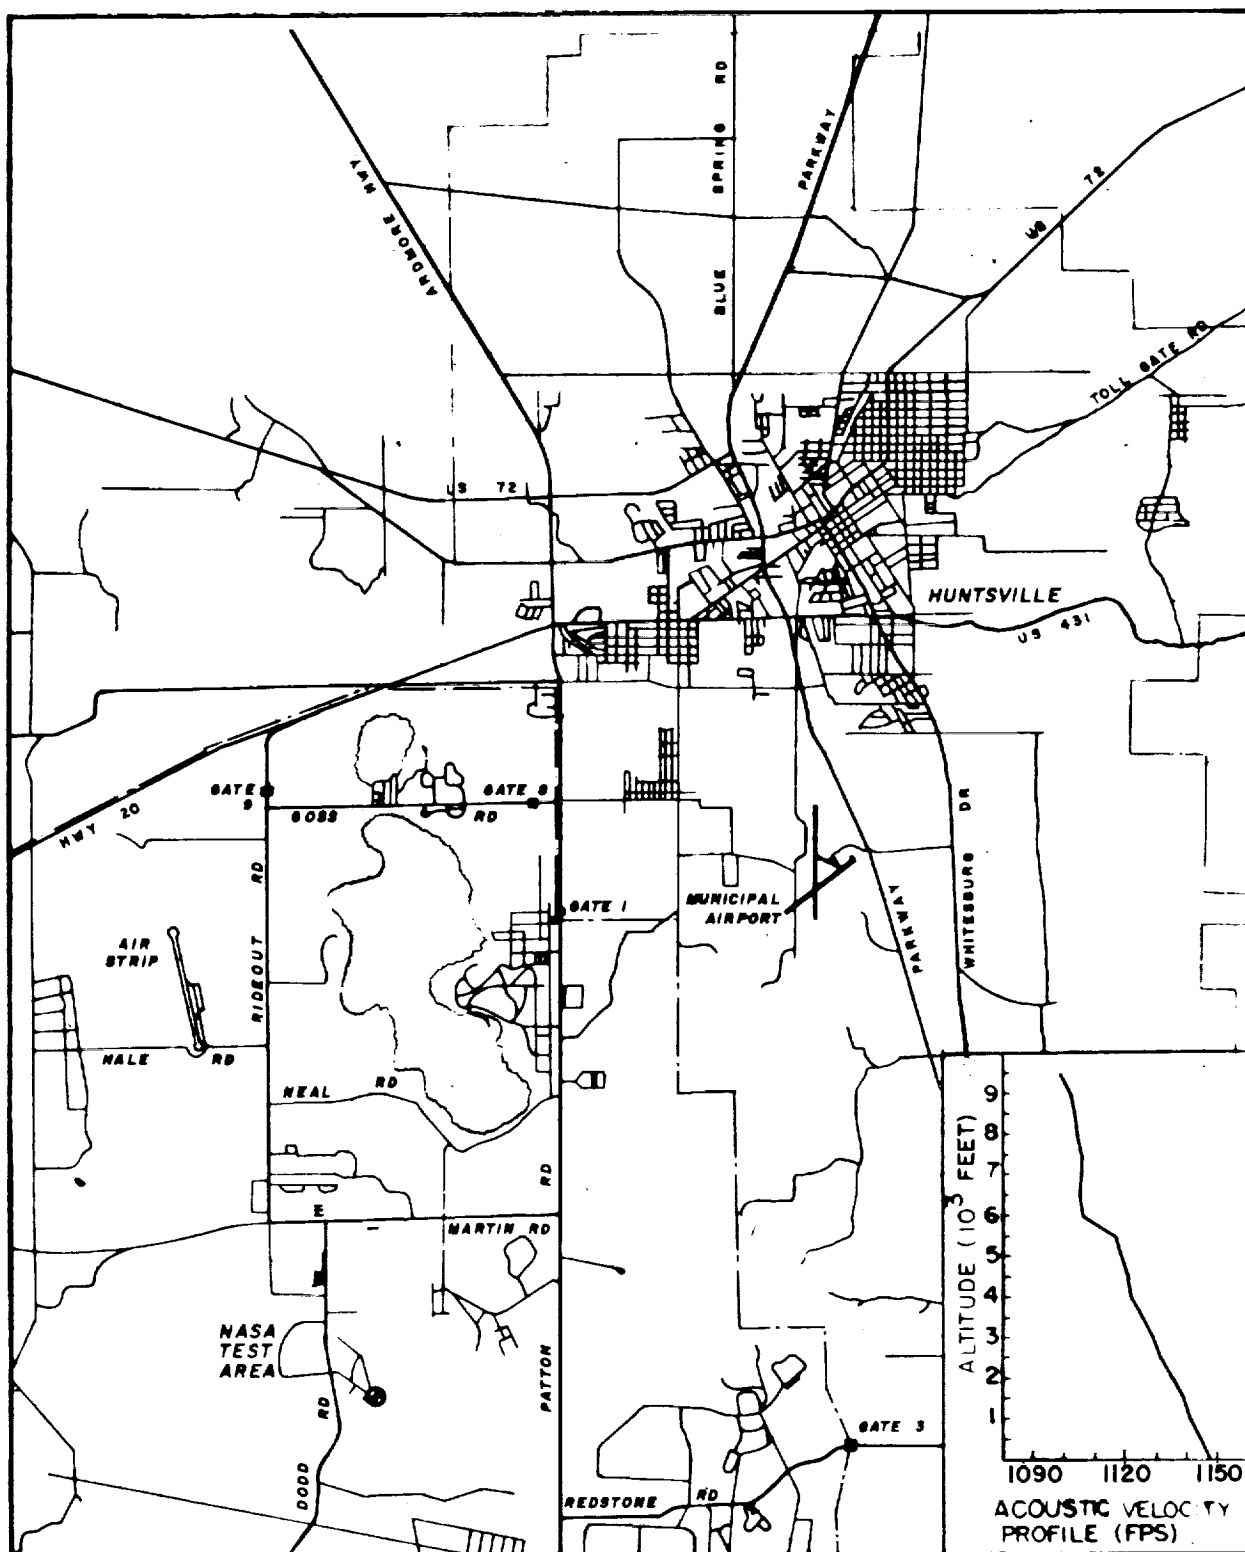 ARDMORE HWY
BLUE SPRING RD
PARKWAY
US 72
TOLL GATE RD
US 72
HUNTSVILLE
US 431
GATE 9
GATE 8
GOSS RD
HWY 20
RIDEOUT RD
GATE 1
MUNICIPAL
AIRPORT
PARKWAY
WHITESBURG DR
AIR
STRIP
HALE RD
NEAL RD
MARTIN RD
PATTON RD
NASA
TEST
AREA
DODD RD
GATE 3
REDSTONE RD
ALTITUDE (10³ FEET)
9
8
7
6
5
4
3
2
1
1090 1120 1150
ACOUSTIC VELOCITY
PROFILE (FPS)